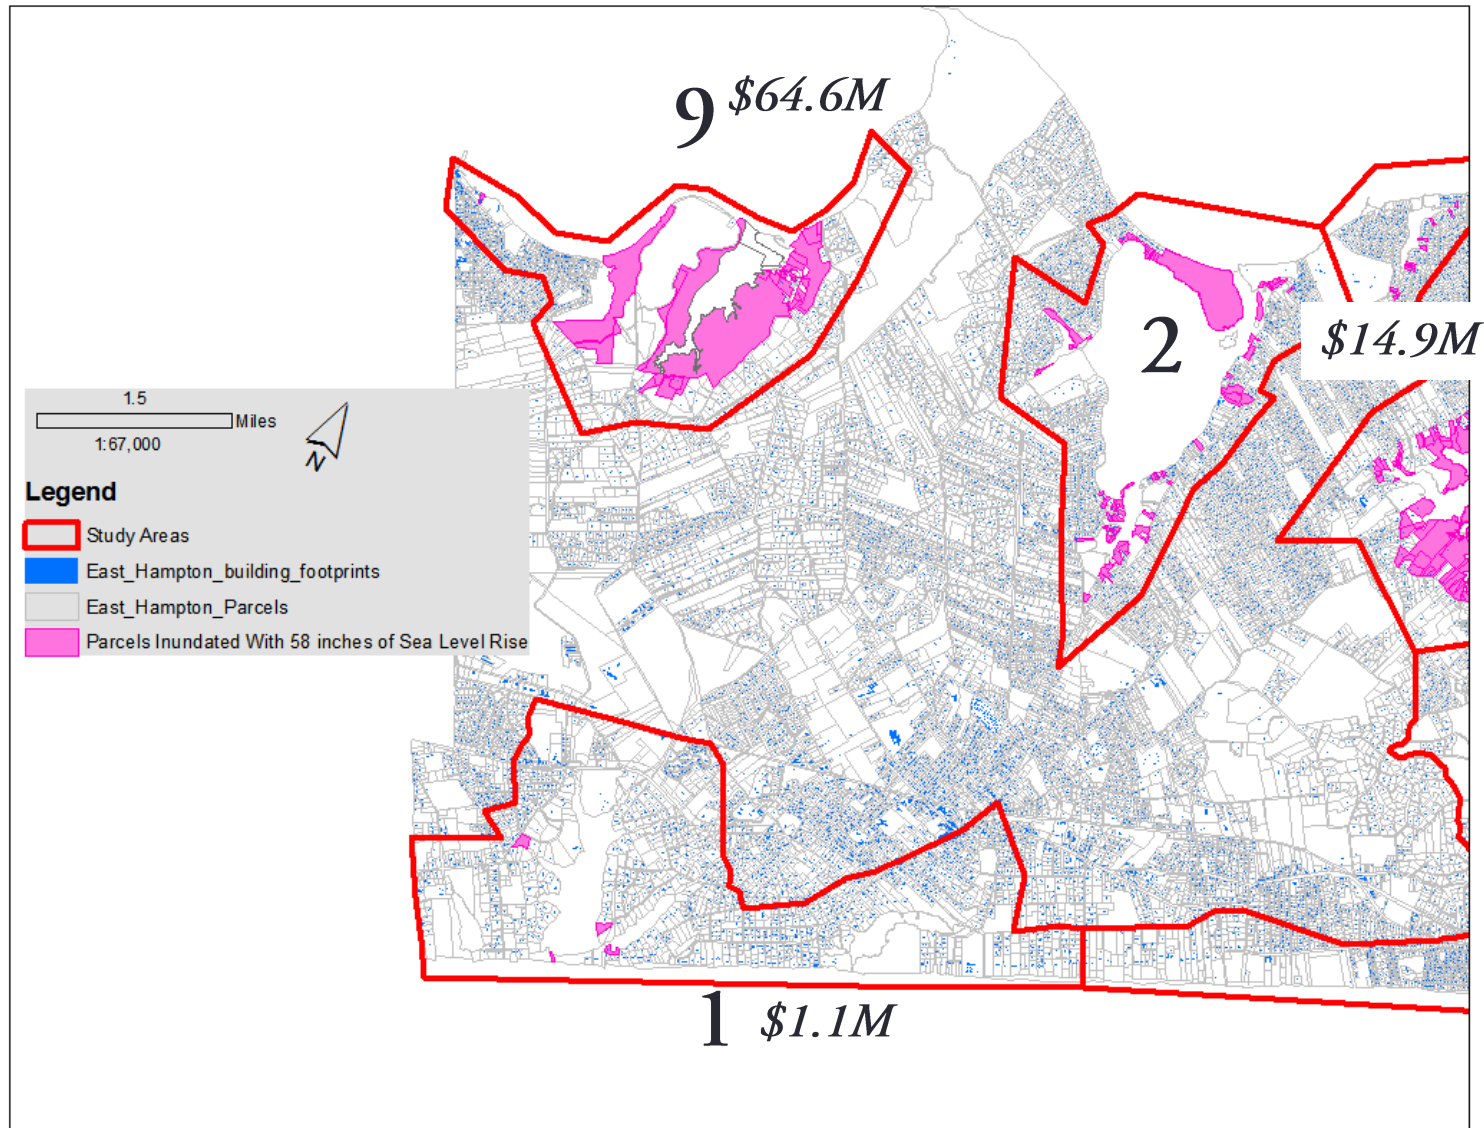 9 $64.6M
2
$14.9M
1.5
Miles
1:67,000
N
Legend
Study Areas
East_Hampton_building_footprints
East_Hampton_Parcels
Parcels Inundated With 58 inches of Sea Level Rise
1 $1.1M